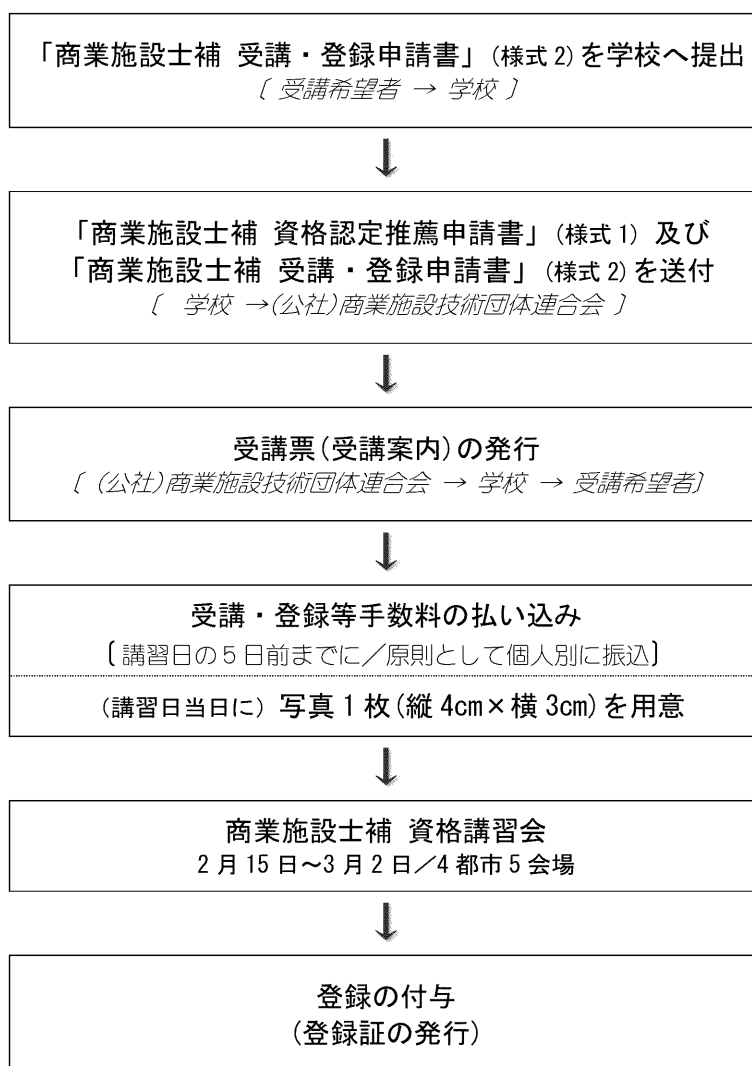 「商業施設士補 受講・登録申請書」(様式2)を学校へ提出
〔 受講希望者 → 学校 〕
「商業施設士補 資格認定推薦申請書」(様式1) 及び
「商業施設士補 受講・登録申請書」(様式2)を送付
〔 学校 →(公社)商業施設技術団体連合会 〕
受講票(受講案内)の発行
〔 (公社)商業施設技術団体連合会 → 学校 → 受講希望者〕
受講・登録等手数料の払い込み
〔講習日の5日前までに／原則として個人別に振込〕
(講習日当日に) 写真1枚(縦4cm×横3cm)を用意
商業施設士補 資格講習会
2月15日～3月2日／4都市5会場
登録の付与
(登録証の発行)